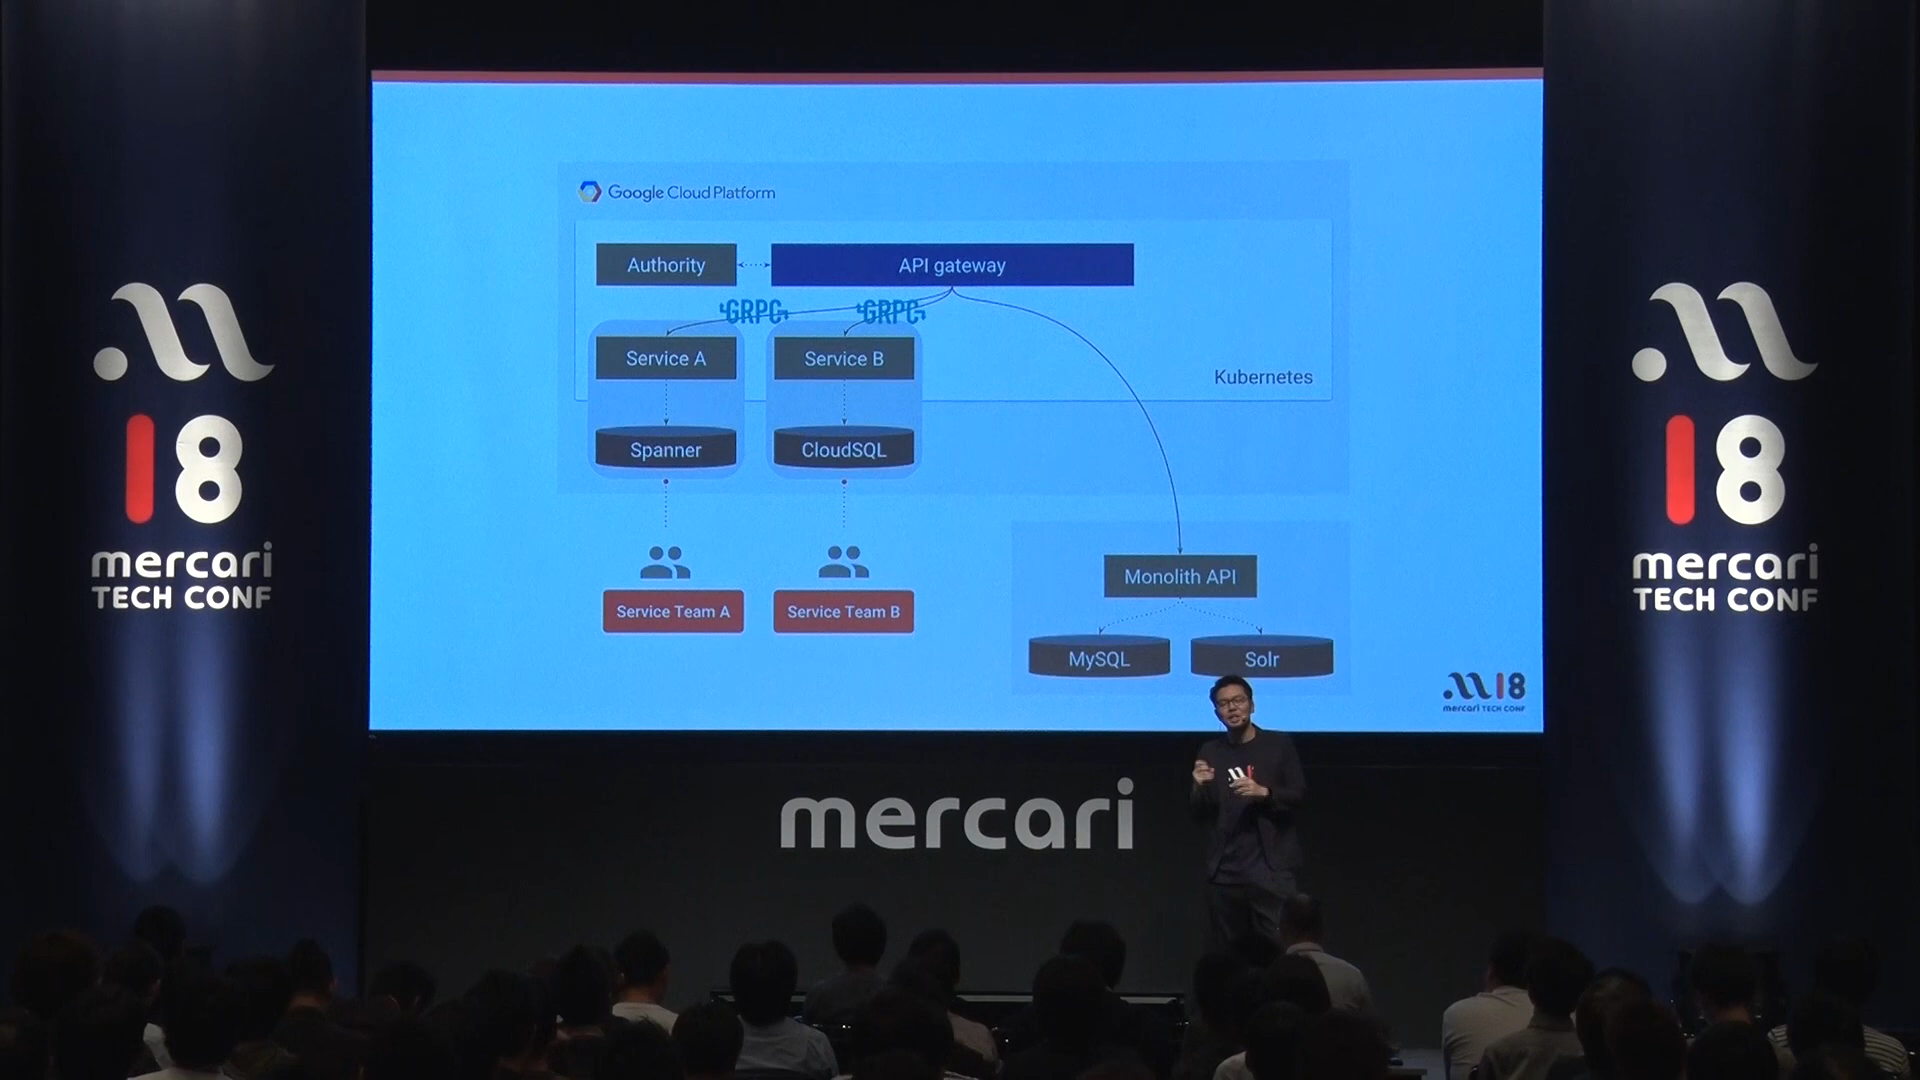 Google Cloud Platform
Authority
API gateway
GRPC
GRPC
Service A
Service B
Kubernetes
Spanner
CloudSQL
Service Team A
Service Team B
Monolith API
MySQL
Solr
18
mercari TECH CONF
18
mercari
TECH CONF
18
mercari
TECH CONF
mercari